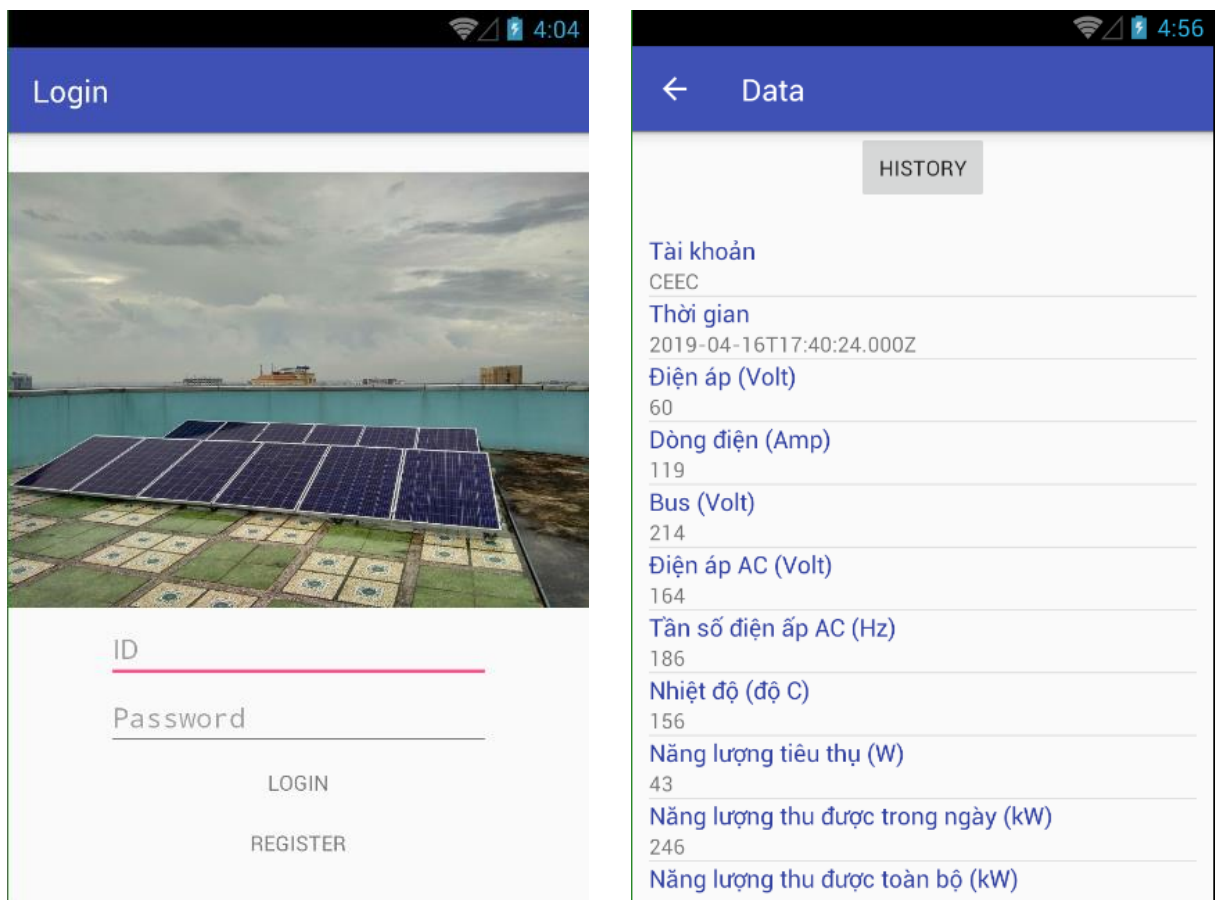 4:04
Login
ID
Password
LOGIN
REGISTER
4:56
Data
HISTORY
Tài khoản
CEEC
Thời gian
2019-04-16T17:40:24.000Z
Điện áp (Volt)
60
Dòng điện (Amp)
119
Bus (Volt)
214
Điện áp AC (Volt)
164
Tần số điện ấp AC (Hz)
186
Nhiệt độ (độ C)
156
Năng lượng tiêu thụ (W)
43
Năng lượng thu được trong ngày (kW)
246
Năng lượng thu được toàn bộ (kW)